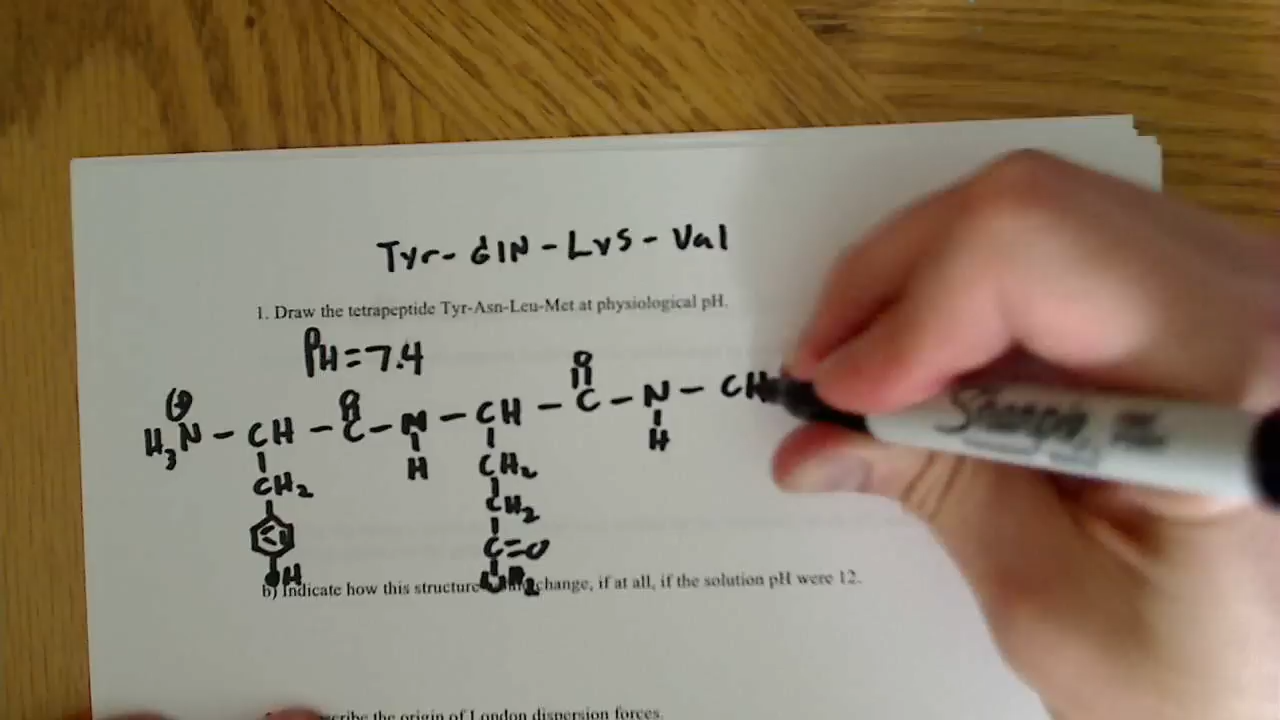 Tyr- GlN - Lys - Val
1. Draw the tetrapeptide Tyr-Asn-Leu-Met at physiological pH.
PH = 7.4
O
O
H3N - CH - C - N - CH - C - N - CH
H
H
CH2
CH2
CH2
C=O
OH
NH2
b) Indicate how this structure change, if at all, if the solution pH were 12.
the origin of London dispersion forces.
Sharpie